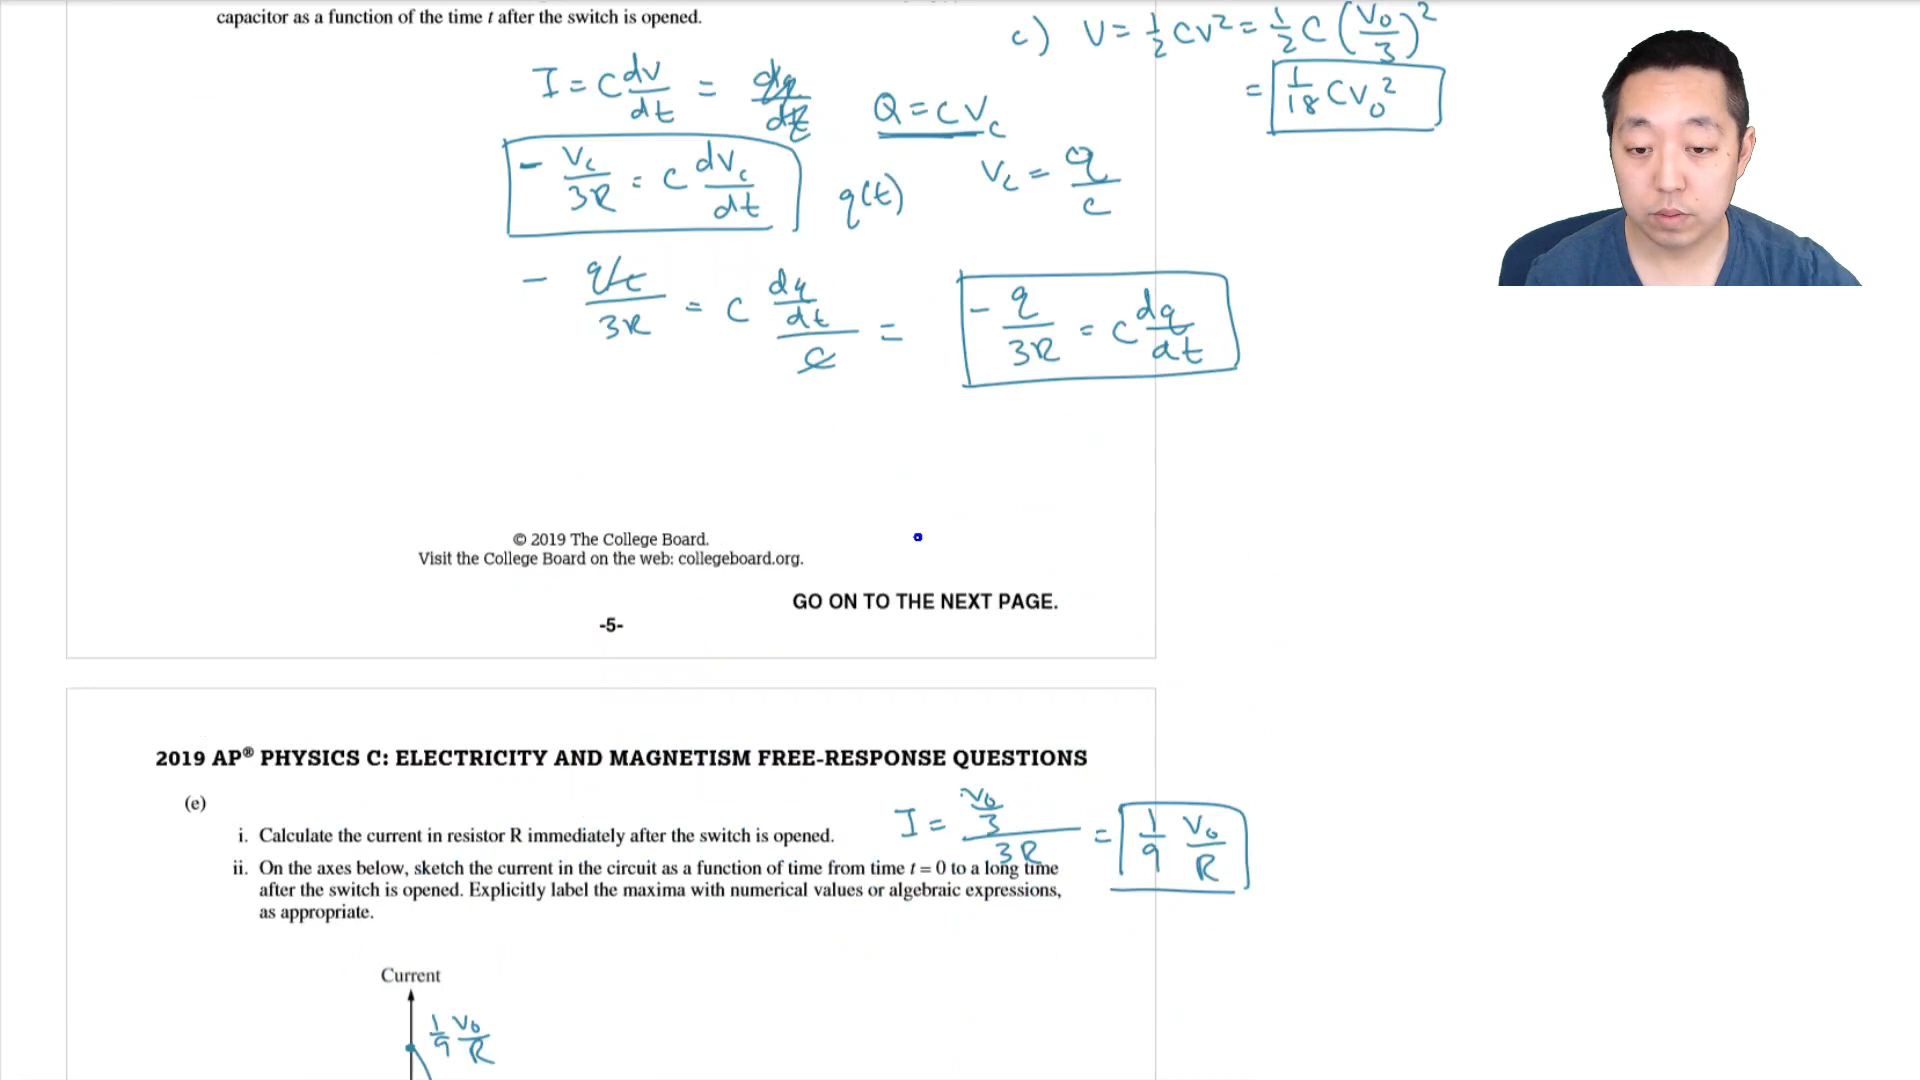 capacitor as a function of the time t after the switch is opened.
c) U = 1/2 CV² = 1/2 C (V₀/3)²
= 1/18 CV₀²
I = C dv/dt =
Q = CV_c
- V_c/3R = C dV_c/dt
q(t)
V_c = q/C
- q/C / 3R = C dq/dt / C =
- q/3R = C dq/dt
© 2019 The College Board.
Visit the College Board on the web: collegeboard.org.
GO ON TO THE NEXT PAGE.
-5-
2019 AP® PHYSICS C: ELECTRICITY AND MAGNETISM FREE-RESPONSE QUESTIONS
(e)
i. Calculate the current in resistor R immediately after the switch is opened.
I = V₀/3 / 3R = 1/9 V₀/R
ii. On the axes below, sketch the current in the circuit as a function of time from time t = 0 to a long time
after the switch is opened. Explicitly label the maxima with numerical values or algebraic expressions,
as appropriate.
Current
1/9 V₀/R